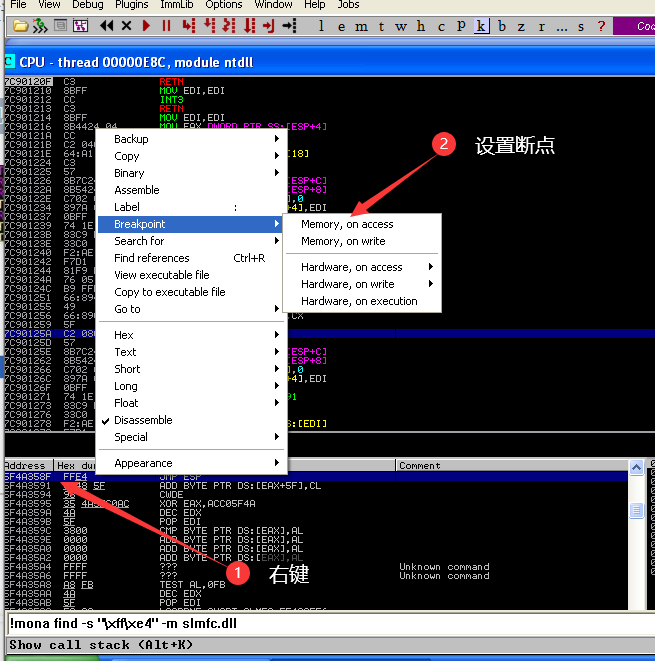 File View Debug Plugins ImmLib Options Window Help Jobs
l e m t w h c P k b z r ... s ?
CPU - thread 00000E8C, module ntdll
7C90120F C3 RETN
7C901210 8BFF MOV EDI,EDI
7C901212 CC INT3
7C901213 C3 RETN
7C901214 8BFF MOV EDI,EDI
7C901216 8B4424 04 MOV EAX,DWORD PTR SS:[ESP+4]
7C90121A CC
7C90121B C2 04
7C90121E 64:A1 [18]
7C901224 C3
7C901225 57
7C901226 8B7C24 [ESP+C]
7C90122A 8B5424 [ESP+8]
7C90122E C702 ],0
7C901234 897A +4],EDI
7C901237 0BFF
7C901239 74 1E
7C90123B 83C9
7C90123E 33C0
7C901240 F2:AE
7C901242 F7D1
7C901244 81F9
7C90124A 76 05
7C90124C B9 FF
7C901251 66:89
7C901255 49
7C901256 66:89 CX
7C901259 5F
7C90125A C2 08
7C90125D 57
7C90125E 8B7C24 [ESP+C]
7C901262 8B5424 [ESP+8]
7C901266 C702 ],0
7C90126C 897A +4],EDI
7C90126F 0BFF
7C901271 74 1E 91
7C901273 83C9
7C901276 33C0
7C901278 F2:AE S:[EDI]
Backup
Copy
Binary
Assemble
Label :
Breakpoint
Search for
Find references Ctrl+R
View executable file
Copy to executable file
Go to
Hex
Text
Short
Long
Float
Disassemble
Special
Appearance
Memory, on access
Memory, on write
Hardware, on access
Hardware, on write
Hardware, on execution
2 设置断点
Address Hex du Comment
5F4A358F FFE4 JMP ESP
5F4A3591 48 5F ADD BYTE PTR DS:[EAX+5F],CL
5F4A3594 98 CWDE
5F4A3595 35 4A5FC0AC XOR EAX,ACC05F4A
5F4A359A 4A DEC EDX
5F4A359B 5F POP EDI
5F4A359C 3800 CMP BYTE PTR DS:[EAX],AL
5F4A359E 0000 ADD BYTE PTR DS:[EAX],AL
5F4A35A0 0000 ADD BYTE PTR DS:[EAX],AL
5F4A35A2 0000 ADD BYTE PTR DS:[EAX],AL
5F4A35A4 FFFF ??? Unknown command
5F4A35A6 FFFF ??? Unknown command
5F4A35A8 A8 FB TEST AL,0FB
5F4A35AA 4A DEC EDX
5F4A35AB 5F POP EDI
1 右键
!mona find -s "\xff\xe4" -m slmfc.dll
Show call stack (Alt+K)